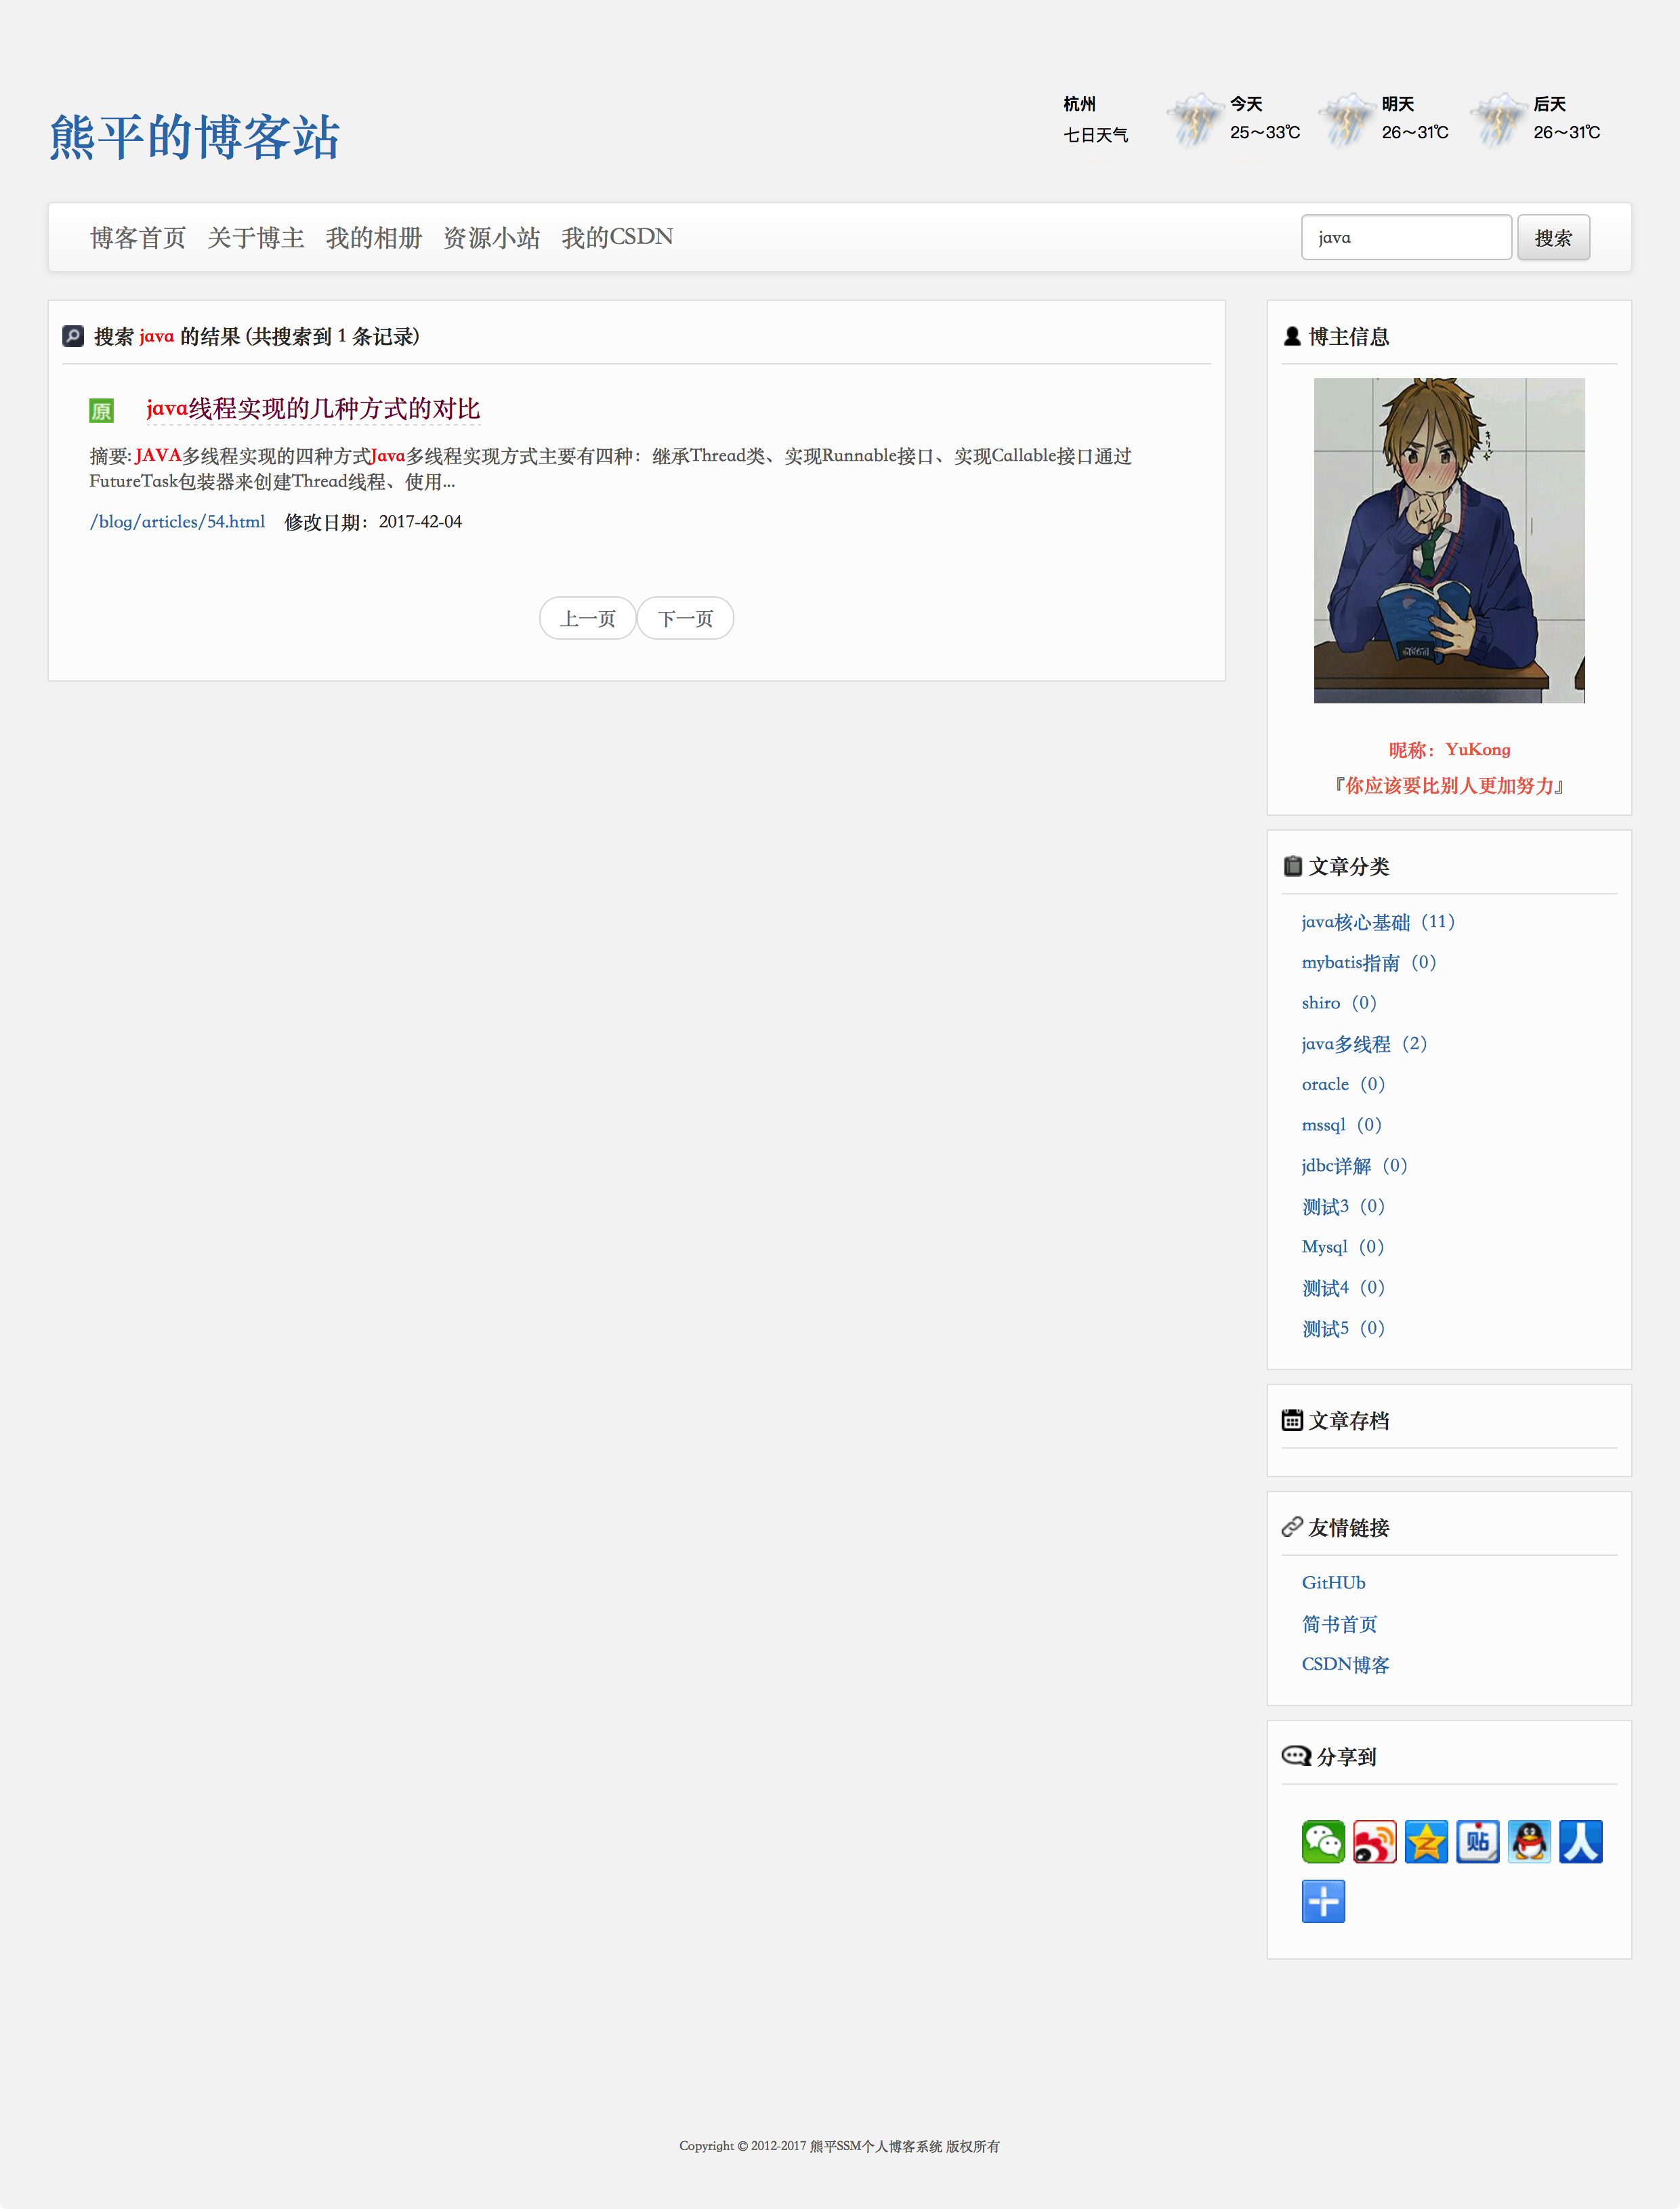 熊平的博客站
杭州
七日天气
今天
25～33℃
明天
26～31℃
后天
26～31℃
博客首页 关于博主 我的相册 资源小站 我的CSDN
java
搜索
搜索 java 的结果 (共搜索到 1 条记录)
原
java线程实现的几种方式的对比
摘要: JAVA多线程实现的四种方式Java多线程实现方式主要有四种：继承Thread类、实现Runnable接口、实现Callable接口通过
FutureTask包装器来创建Thread线程、使用...
/blog/articles/54.html 修改日期：2017-42-04
上一页 下一页
博主信息
昵称：YuKong
『你应该要比别人更加努力』
文章分类
java核心基础（11）
mybatis指南（0）
shiro（0）
java多线程（2）
oracle（0）
mssql（0）
jdbc详解（0）
测试3（0）
Mysql（0）
测试4（0）
测试5（0）
文章存档
友情链接
GitHUb
简书首页
CSDN博客
分享到
贴
Copyright © 2012-2017 熊平SSM个人博客系统 版权所有